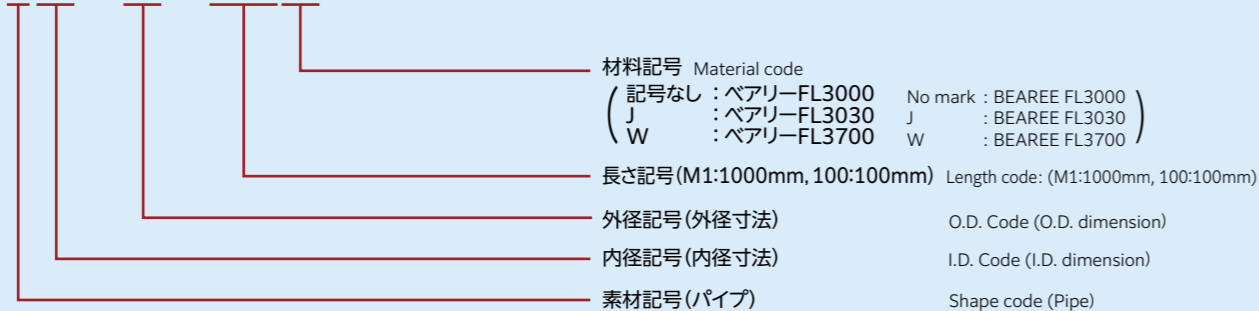 材料記号 Material code
記号なし:ベアリーFL3000 No mark : BEAREE FL3000
J :ベアリーFL3030 J : BEAREE FL3030
W :ベアリーFL3700 W : BEAREE FL3700
長さ記号(M1:1000mm, 100:100mm) Length code: (M1:1000mm, 100:100mm)
外径記号(外径寸法) O.D. Code (O.D. dimension)
内径記号(内径寸法) I.D. Code (I.D. dimension)
素材記号(パイプ) Shape code (Pipe)